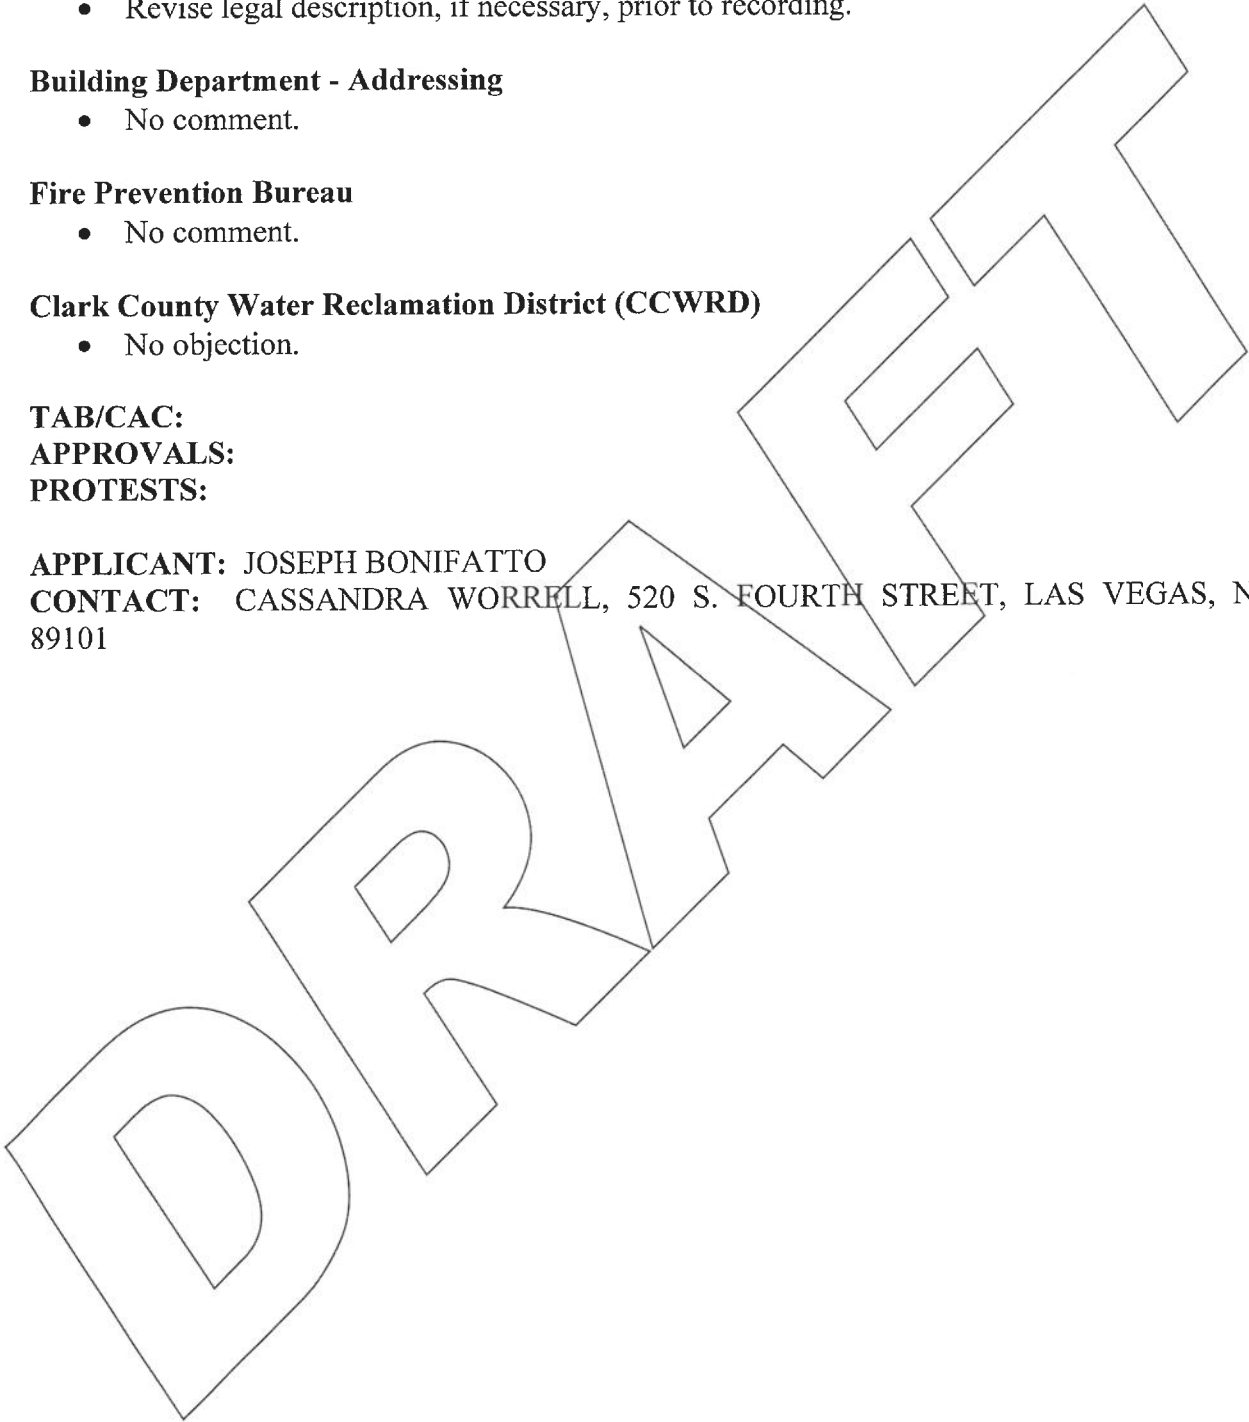 • Revise legal description, if necessary, prior to recording.
Building Department - Addressing
• No comment.
Fire Prevention Bureau
• No comment.
Clark County Water Reclamation District (CCWRD)
• No objection.
TAB/CAC:
APPROVALS:
PROTESTS:
APPLICANT: JOSEPH BONIFATTO
CONTACT: CASSANDRA WORRELL, 520 S. FOURTH STREET, LAS VEGAS, N
89101
DRAFT